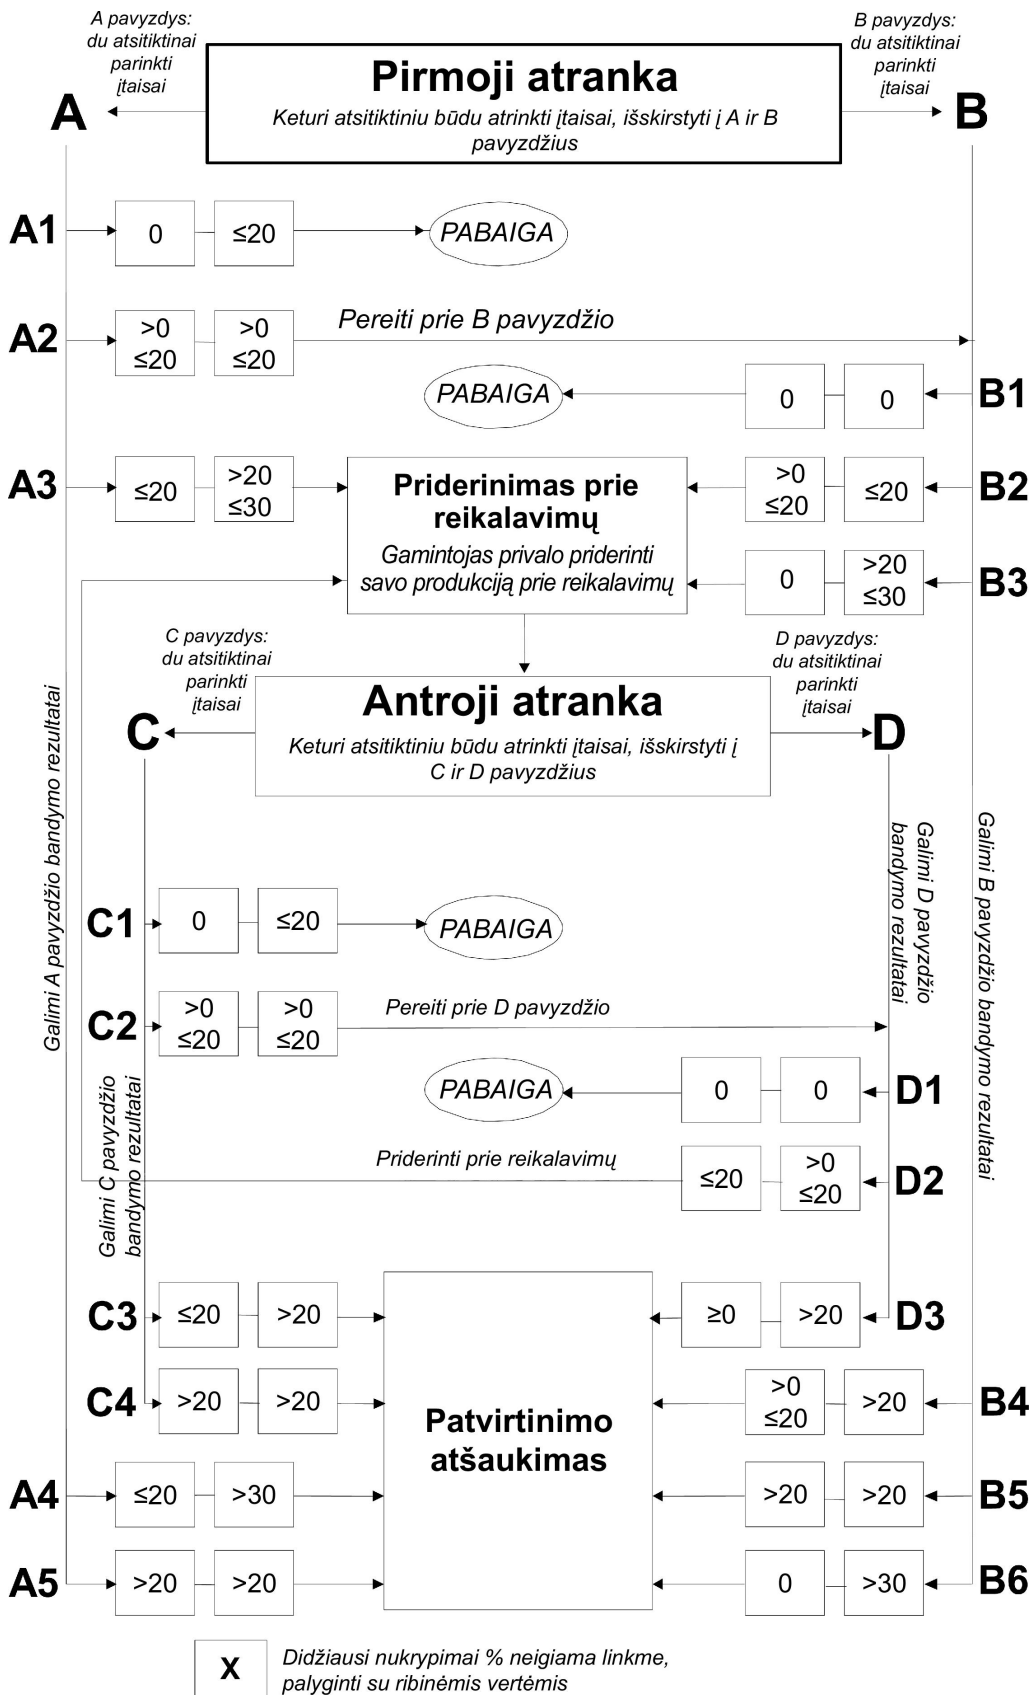 A pavyzdys:
du atsitiktinai
parinkti
įtaisai
B pavyzdys:
du atsitiktinai
parinkti
įtaisai
A
Pirmoji atranka
Keturi atsitiktiniu būdu atrinkti įtaisai, išskirstyti į A ir B
pavyzdžius
B
A1
0
≤20
PABAIGA
A2
>0
≤20
>0
≤20
Pereiti prie B pavyzdžio
PABAIGA
0
0
B1
A3
≤20
>20
≤30
Priderinimas prie
reikalavimų
Gamintojas privalo priderinti
savo produkciją prie reikalavimų
>0
≤20
≤20
B2
0
>20
≤30
B3
C pavyzdys:
du atsitiktinai
parinkti
įtaisai
D pavyzdys:
du atsitiktinai
parinkti
įtaisai
C
Antroji atranka
Keturi atsitiktiniu būdu atrinkti įtaisai, išskirstyti į
C ir D pavyzdžius
D
Galimi A pavyzdžio bandymo rezultatai
Galimi D pavyzdžio
bandymo rezultatai
Galimi B pavyzdžio bandymo rezultatai
C1
0
≤20
PABAIGA
C2
>0
≤20
>0
≤20
Pereiti prie D pavyzdžio
Galimi C pavyzdžio
bandymo rezultatai
PABAIGA
0
0
D1
Priderinti prie reikalavimų
≤20
>0
≤20
D2
C3
≤20
>20
≥0
>20
D3
C4
>20
>20
Patvirtinimo
atšaukimas
>0
≤20
>20
B4
A4
≤20
>30
>20
>20
B5
A5
>20
>20
0
>30
B6
X
Didžiausi nukrypimai % neigiama linkme,
palyginti su ribinėmis vertėmis